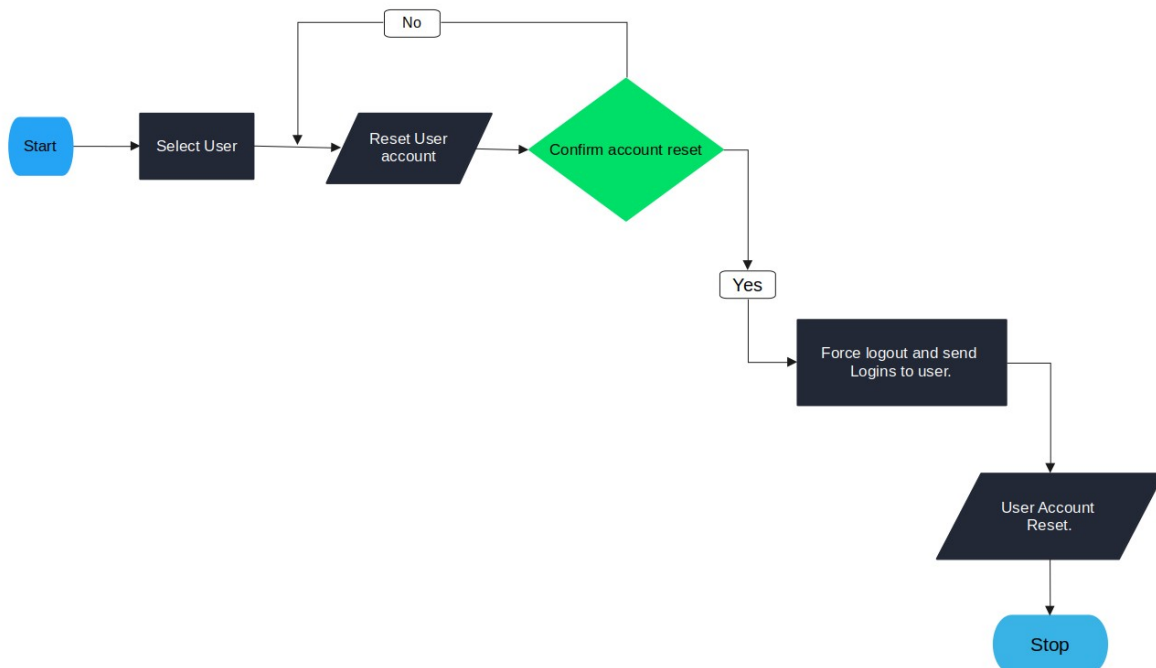 No
Start
Select User
Reset User
account
Confirm account reset
Yes
Force logout and send
Logins to user.
User Account
Reset.
Stop